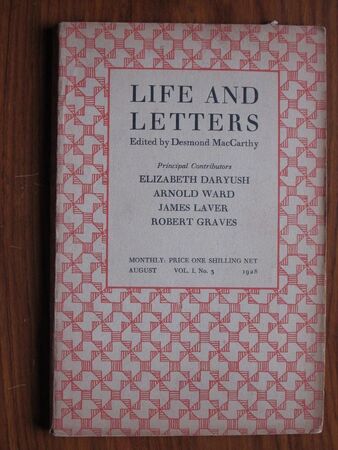 LIFE AND
LETTERS
Edited by Desmond MacCarthy
Principal Contributors
ELIZABETH DARYUSH
ARNOLD WARD
JAMES LAVER
ROBERT GRAVES
MONTHLY: PRICE ONE SHILLING NET
AUGUST VOL. I. No. 3 1928